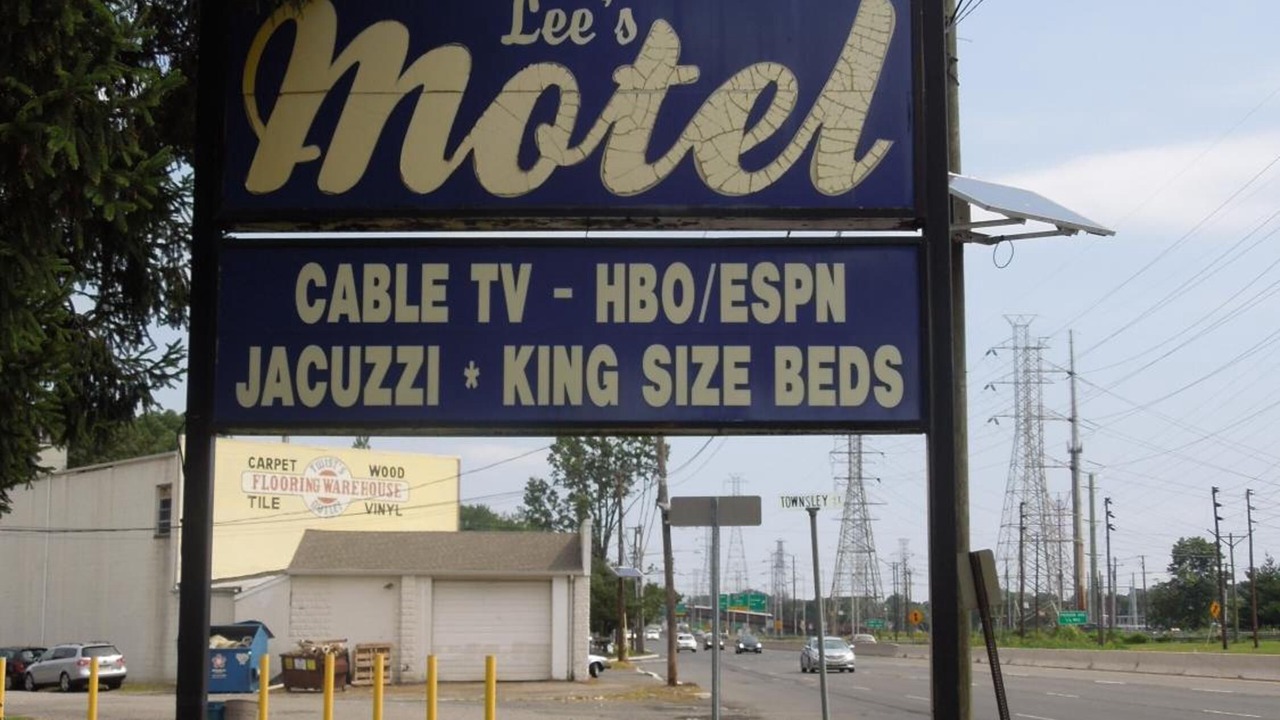 Lee's
Motel
CABLE TV - HBO/ESPN
JACUZZI * KING SIZE BEDS
CARPET WOOD
FLOORING WAREHOUSE
TILE VINYL
TOWNSLEY